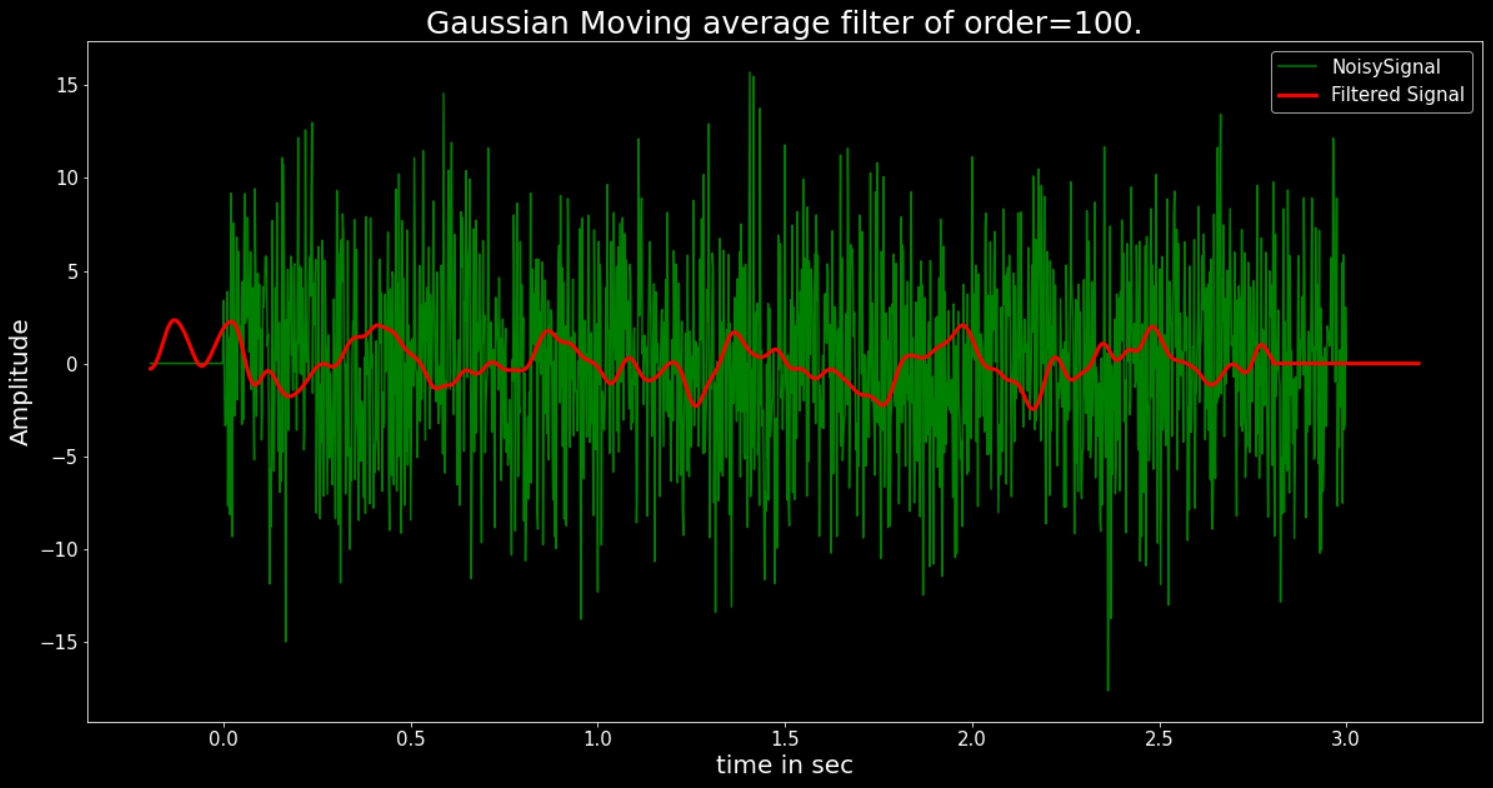 Gaussian Moving average filter of order=100.
NoisySignal
Filtered Signal
Amplitude
15
10
5
0
−5
−10
−15
0.0 0.5 1.0 1.5 2.0 2.5 3.0
time in sec